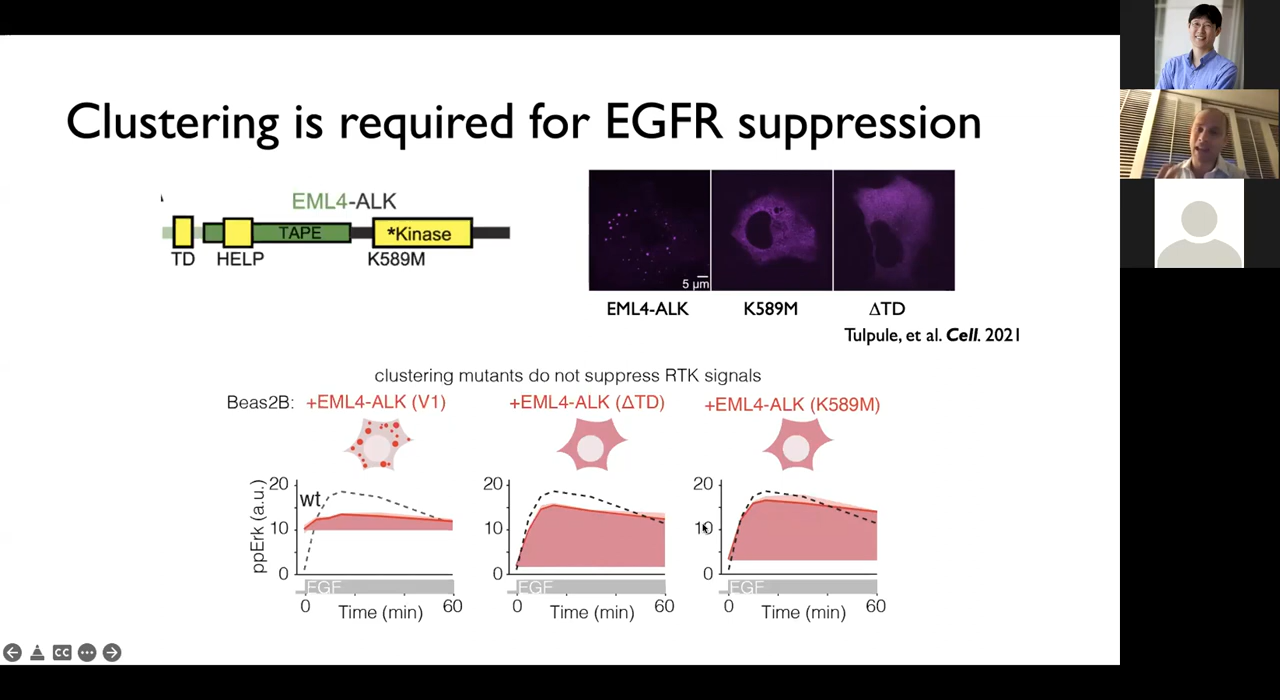 Clustering is required for EGFR suppression
EML4-ALK
TAPE
*Kinase
TD
HELP
K589M
5 μm
EML4-ALK
K589M
ΔTD
Tulpule, et al. Cell. 2021
clustering mutants do not suppress RTK signals
Beas2B:
+EML4-ALK (V1)
+EML4-ALK (ΔTD)
+EML4-ALK (K589M)
ppErk (a.u.)
20
10
0
wt
EGF
0
Time (min)
60
20
10
0
EGF
0
Time (min)
60
20
10
0
EGF
0
Time (min)
60
CC